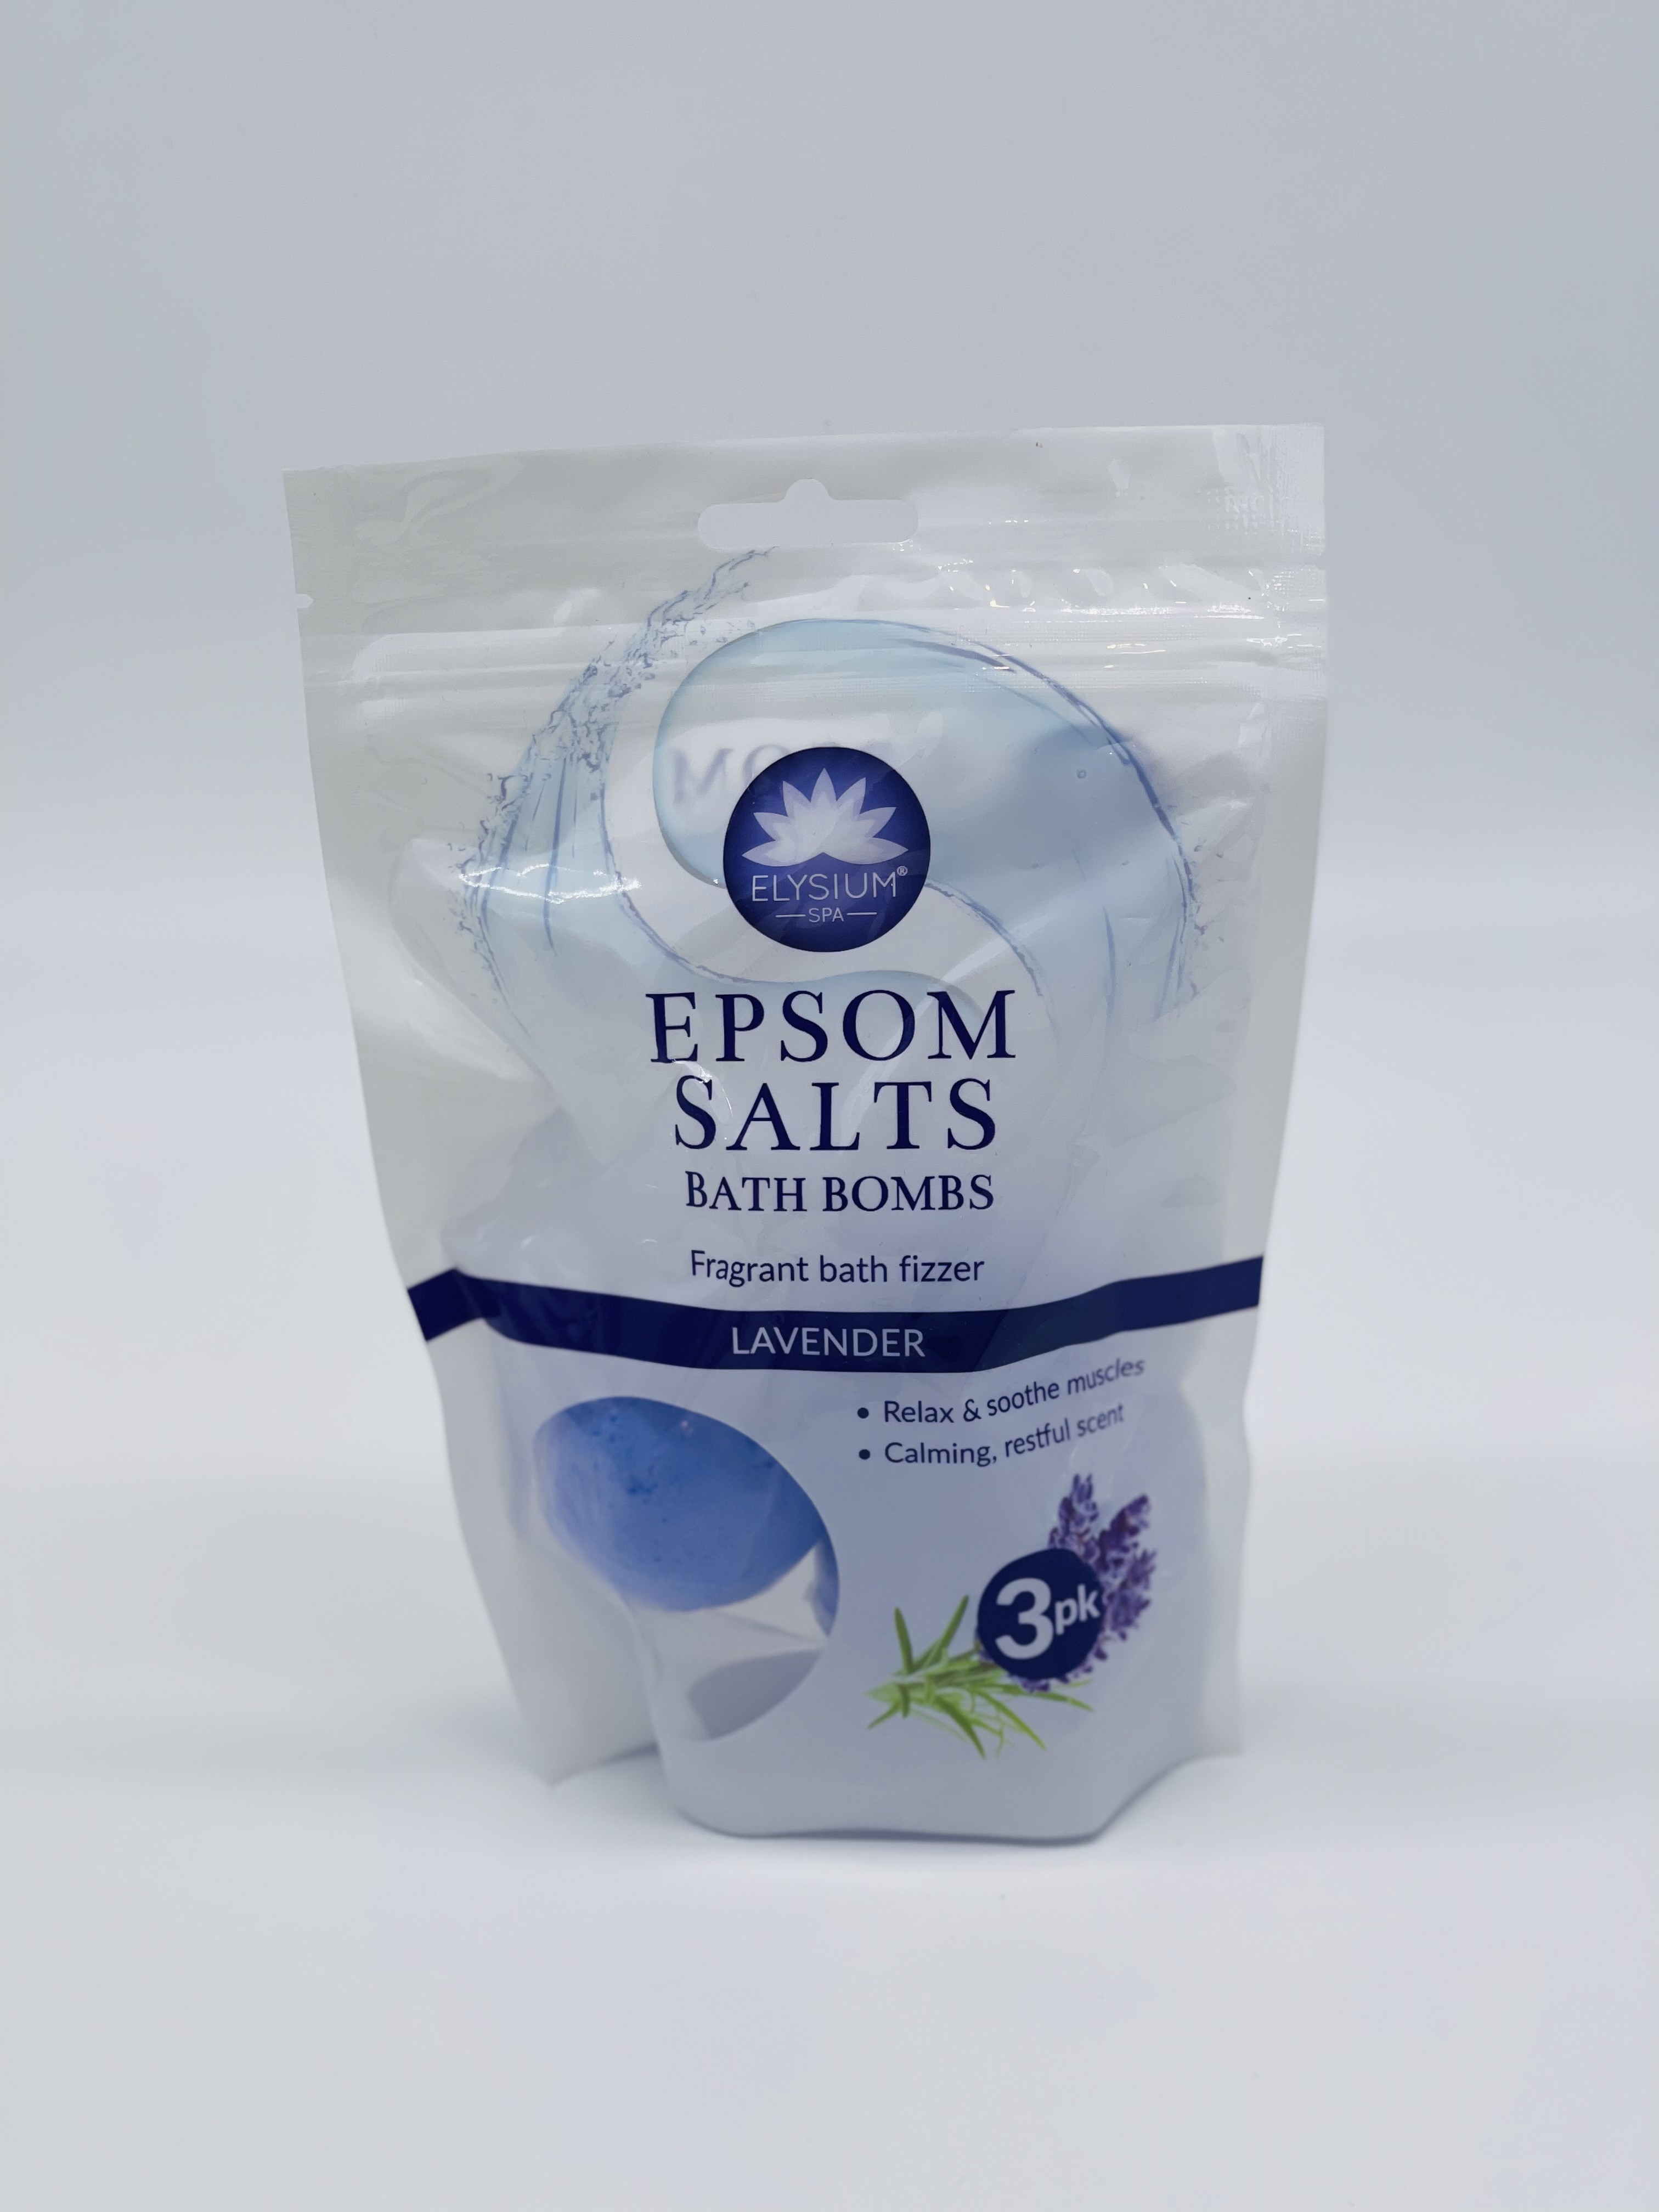 ELYSIUM®
SPA
EPSOM
SALTS
BATH BOMBS
Fragrant bath fizzer
LAVENDER
• Relax & soothe muscles
• Calming, restful scent
3pk